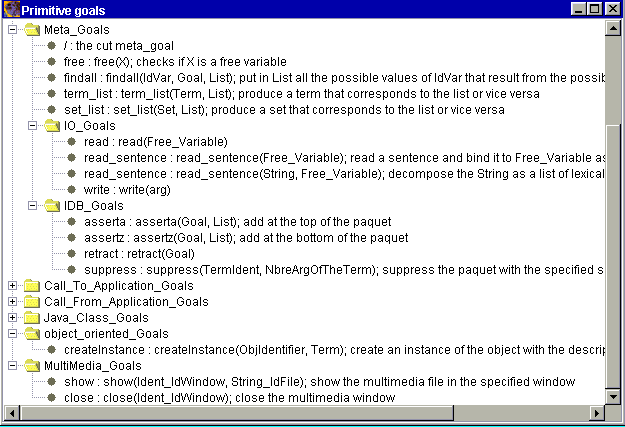 Primitive goals
Meta_Goals
/ : the cut meta_goal
free : free(X); checks if X is a free variable
findall : findall(IdVar, Goal, List); put in List all the possible values of IdVar that result from the possib
term_list : term_list(Term, List); produce a term that corresponds to the list or vice versa
set_list : set_list(Set, List); produce a set that corresponds to the list or vice versa
IO_Goals
read : read(Free_Variable)
read_sentence : read_sentence(Free_Variable); read a sentence and bind it to Free_Variable as
read_sentence : read_sentence(String, Free_Variable); decompose the String as a list of lexical
write : write(arg)
IDB_Goals
asserta : asserta(Goal, List); add at the top of the paquet
assertz : assertz(Goal, List); add at the bottom of the paquet
retract : retract(Goal)
suppress : suppress(TermIdent, NbreArgOfTheTerm); suppress the paquet with the specified s
Call_To_Application_Goals
Call_From_Application_Goals
Java_Class_Goals
object_oriented_Goals
createInstance : createInstance(ObjIdentifier, Term); create an instance of the object with the descrip
MultiMedia_Goals
show : show(Ident_IdWindow, String_IdFile); show the multimedia file in the specified window
close : close(Ident_IdWindow); close the multimedia window